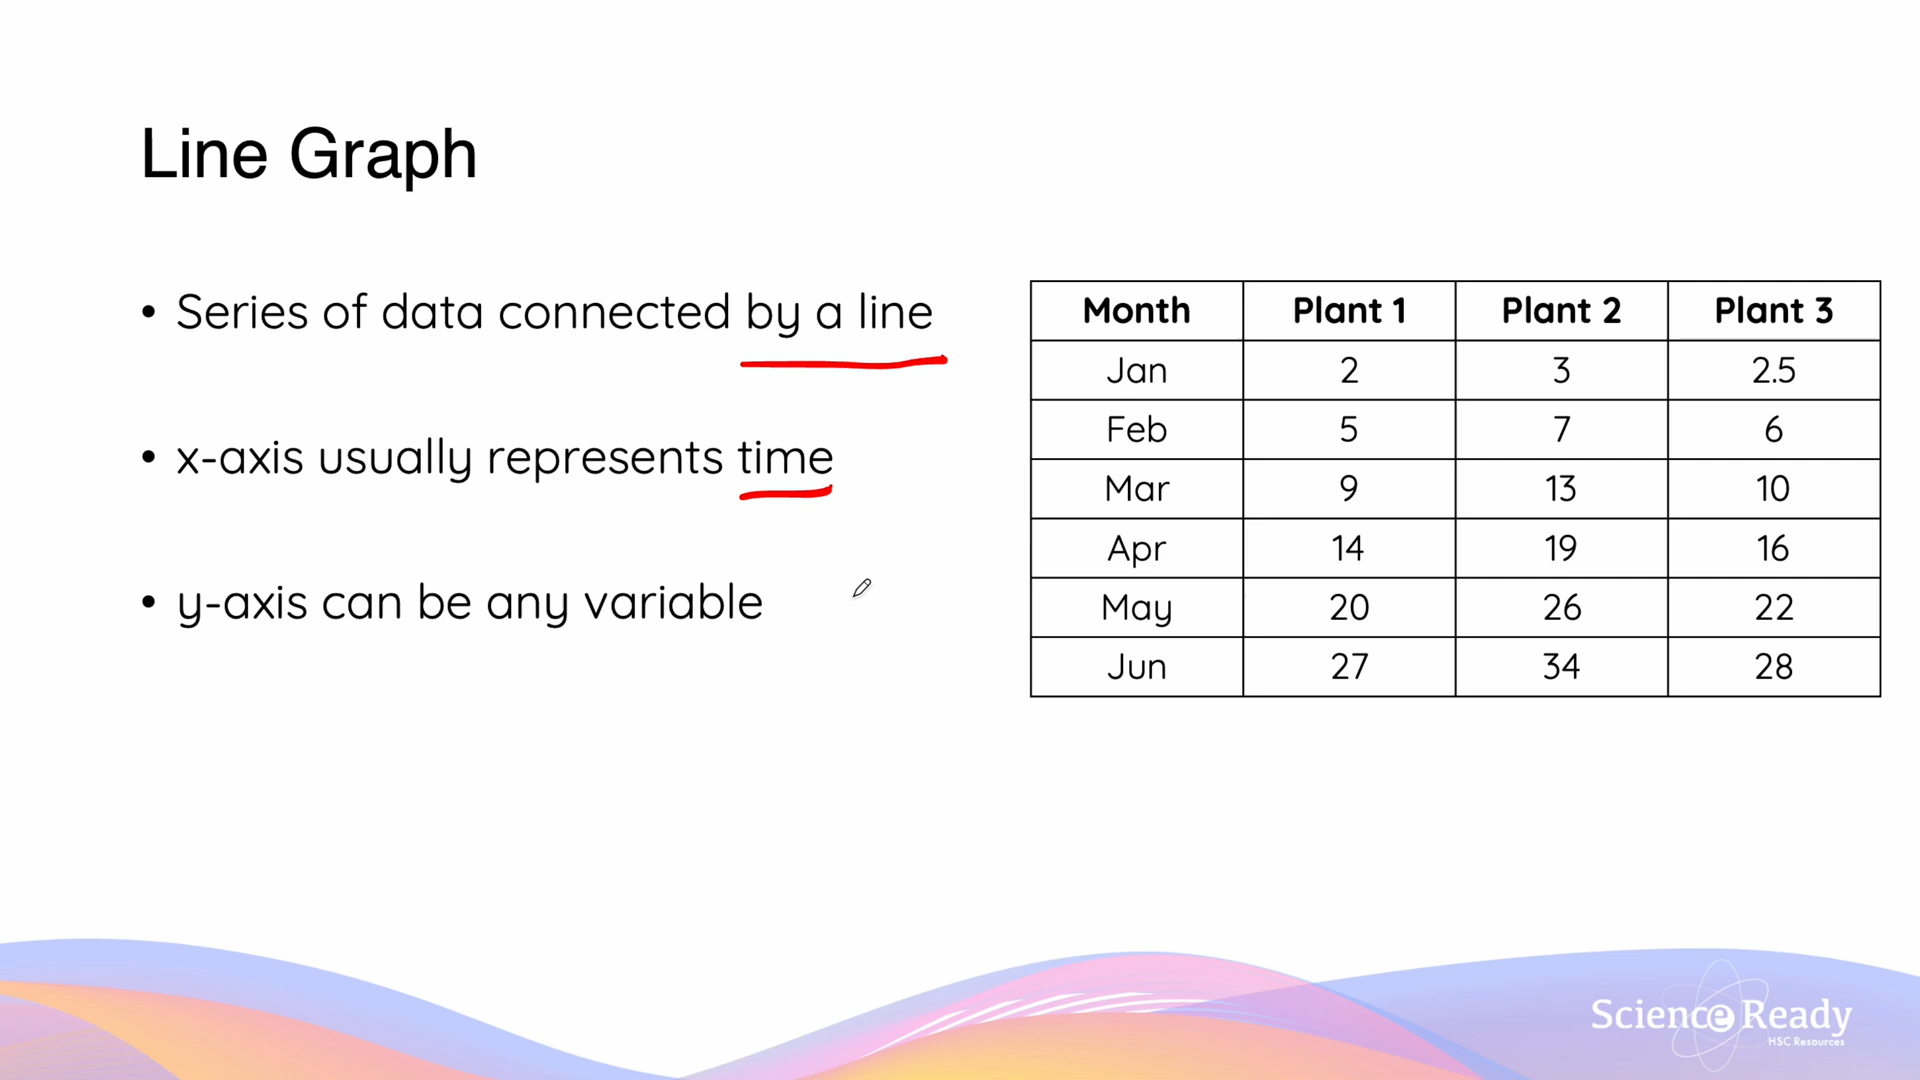 Line Graph
• Series of data connected by a line
• x-axis usually represents time
• y-axis can be any variable
Month Plant 1 Plant 2 Plant 3
Jan 2 3 2.5
Feb 5 7 6
Mar 9 13 10
Apr 14 19 16
May 20 26 22
Jun 27 34 28
Science Ready
HSC Resources